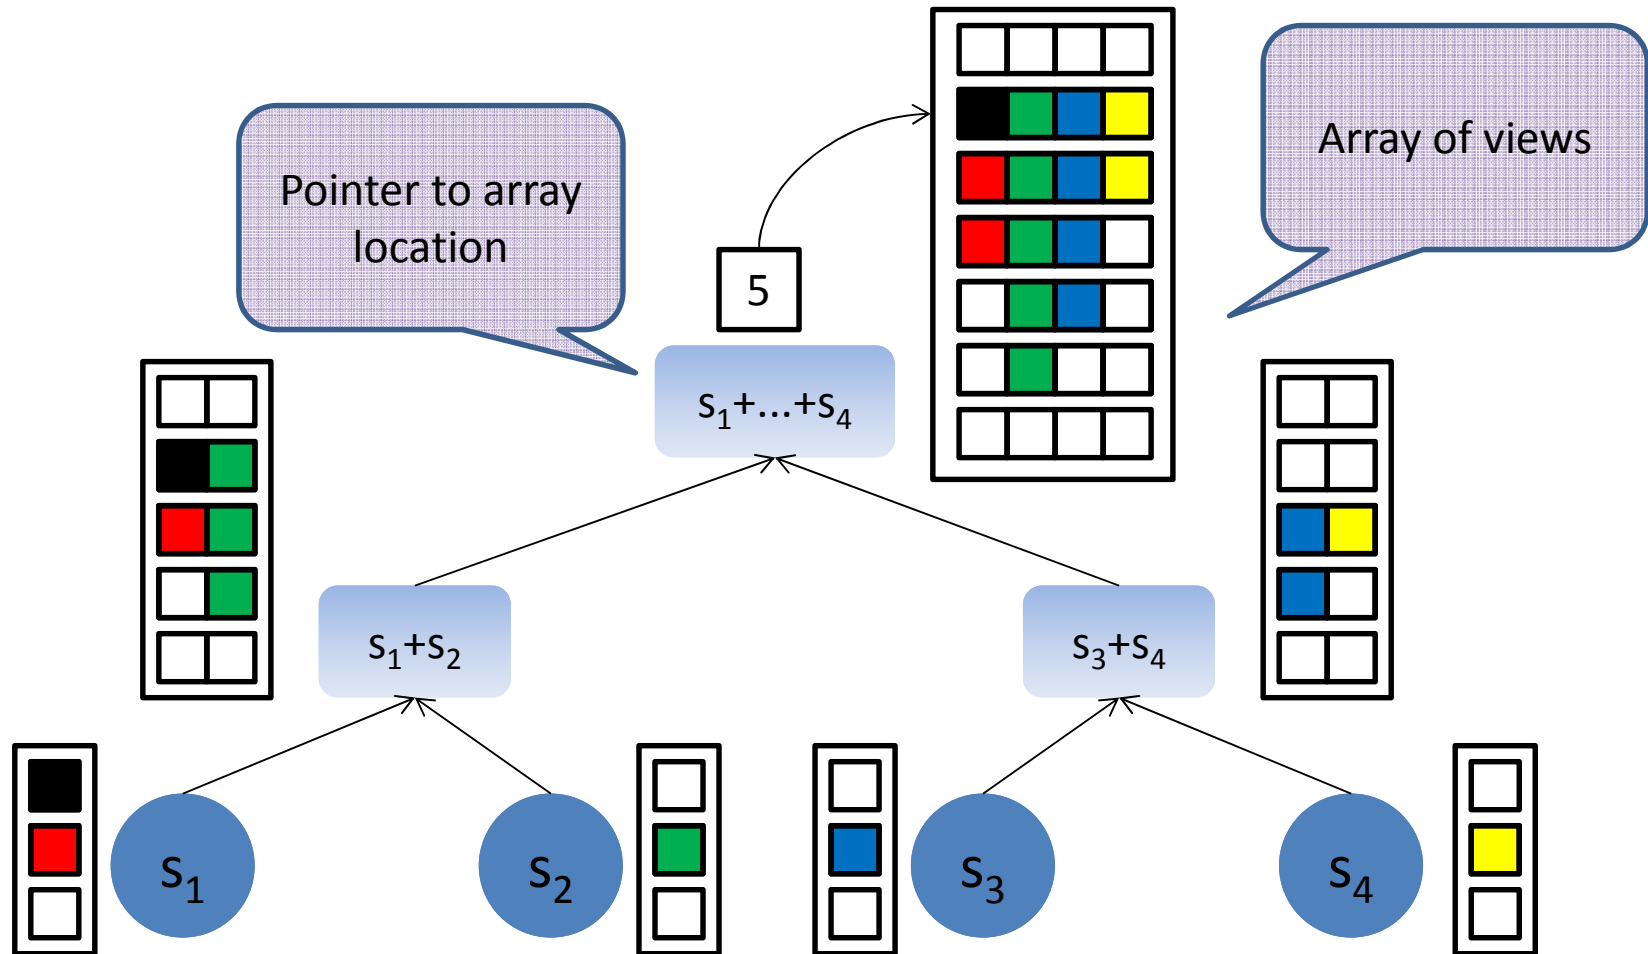 Array of views
Pointer to array
location
5
s₁+...+s₄
s₁+s₂
s₃+s₄
s₁
s₂
s₃
s₄